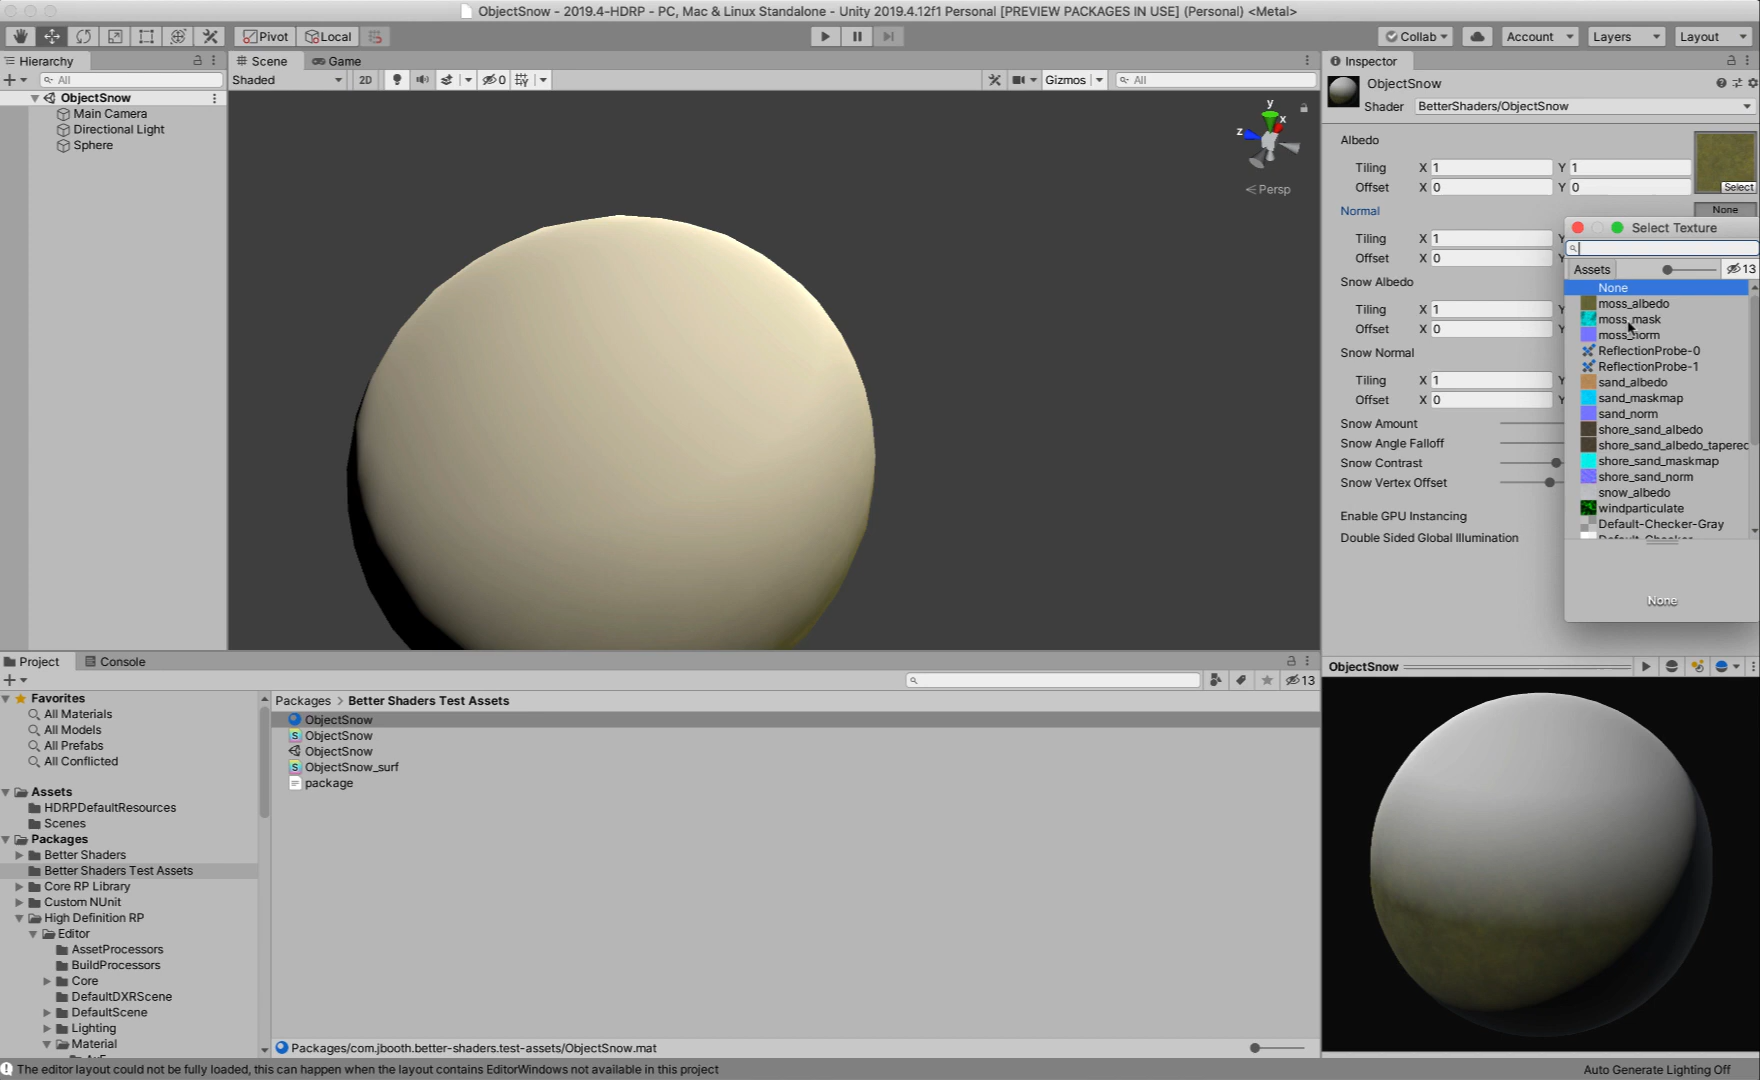 ObjectSnow - 2019.4-HDRP - PC, Mac & Linux Standalone - Unity 2019.4.12f1 Personal [PREVIEW PACKAGES IN USE] (Personal) <Metal>
Pivot Local Collab Account Layers Layout
Hierarchy
All
ObjectSnow
Main Camera
Directional Light
Sphere
Scene Game
Shaded 2D 0 Gizmos All
y
x
z
Persp
Inspector
ObjectSnow
Shader BetterShaders/ObjectSnow
Albedo
Tiling X 1 Y 1
Offset X 0 Y 0
Select
Normal None
Tiling X 1 Y
Offset X 0 Y
Snow Albedo
Tiling X 1 Y
Offset X 0 Y
Snow Normal
Tiling X 1 Y
Offset X 0 Y
Snow Amount
Snow Angle Falloff
Snow Contrast
Snow Vertex Offset
Enable GPU Instancing
Double Sided Global Illumination
Select Texture
Assets 13
None
moss_albedo
moss_mask
moss_norm
ReflectionProbe-0
ReflectionProbe-1
sand_albedo
sand_maskmap
sand_norm
shore_sand_albedo
shore_sand_albedo_tapered
shore_sand_maskmap
shore_sand_norm
snow_albedo
windparticulate
Default-Checker-Gray
Default-Checker
None
ObjectSnow
Project Console
13
Favorites
All Materials
All Models
All Prefabs
All Conflicted
Assets
HDRPDefaultResources
Scenes
Packages
Better Shaders
Better Shaders Test Assets
Core RP Library
Custom NUnit
High Definition RP
Editor
AssetProcessors
BuildProcessors
Core
DefaultDXRScene
DefaultScene
Lighting
Material
AxF
Packages > Better Shaders Test Assets
ObjectSnow
ObjectSnow
ObjectSnow
ObjectSnow_surf
package
Packages/com.jbooth.better-shaders.test-assets/ObjectSnow.mat
The editor layout could not be fully loaded, this can happen when the layout contains EditorWindows not available in this project
Auto Generate Lighting Off